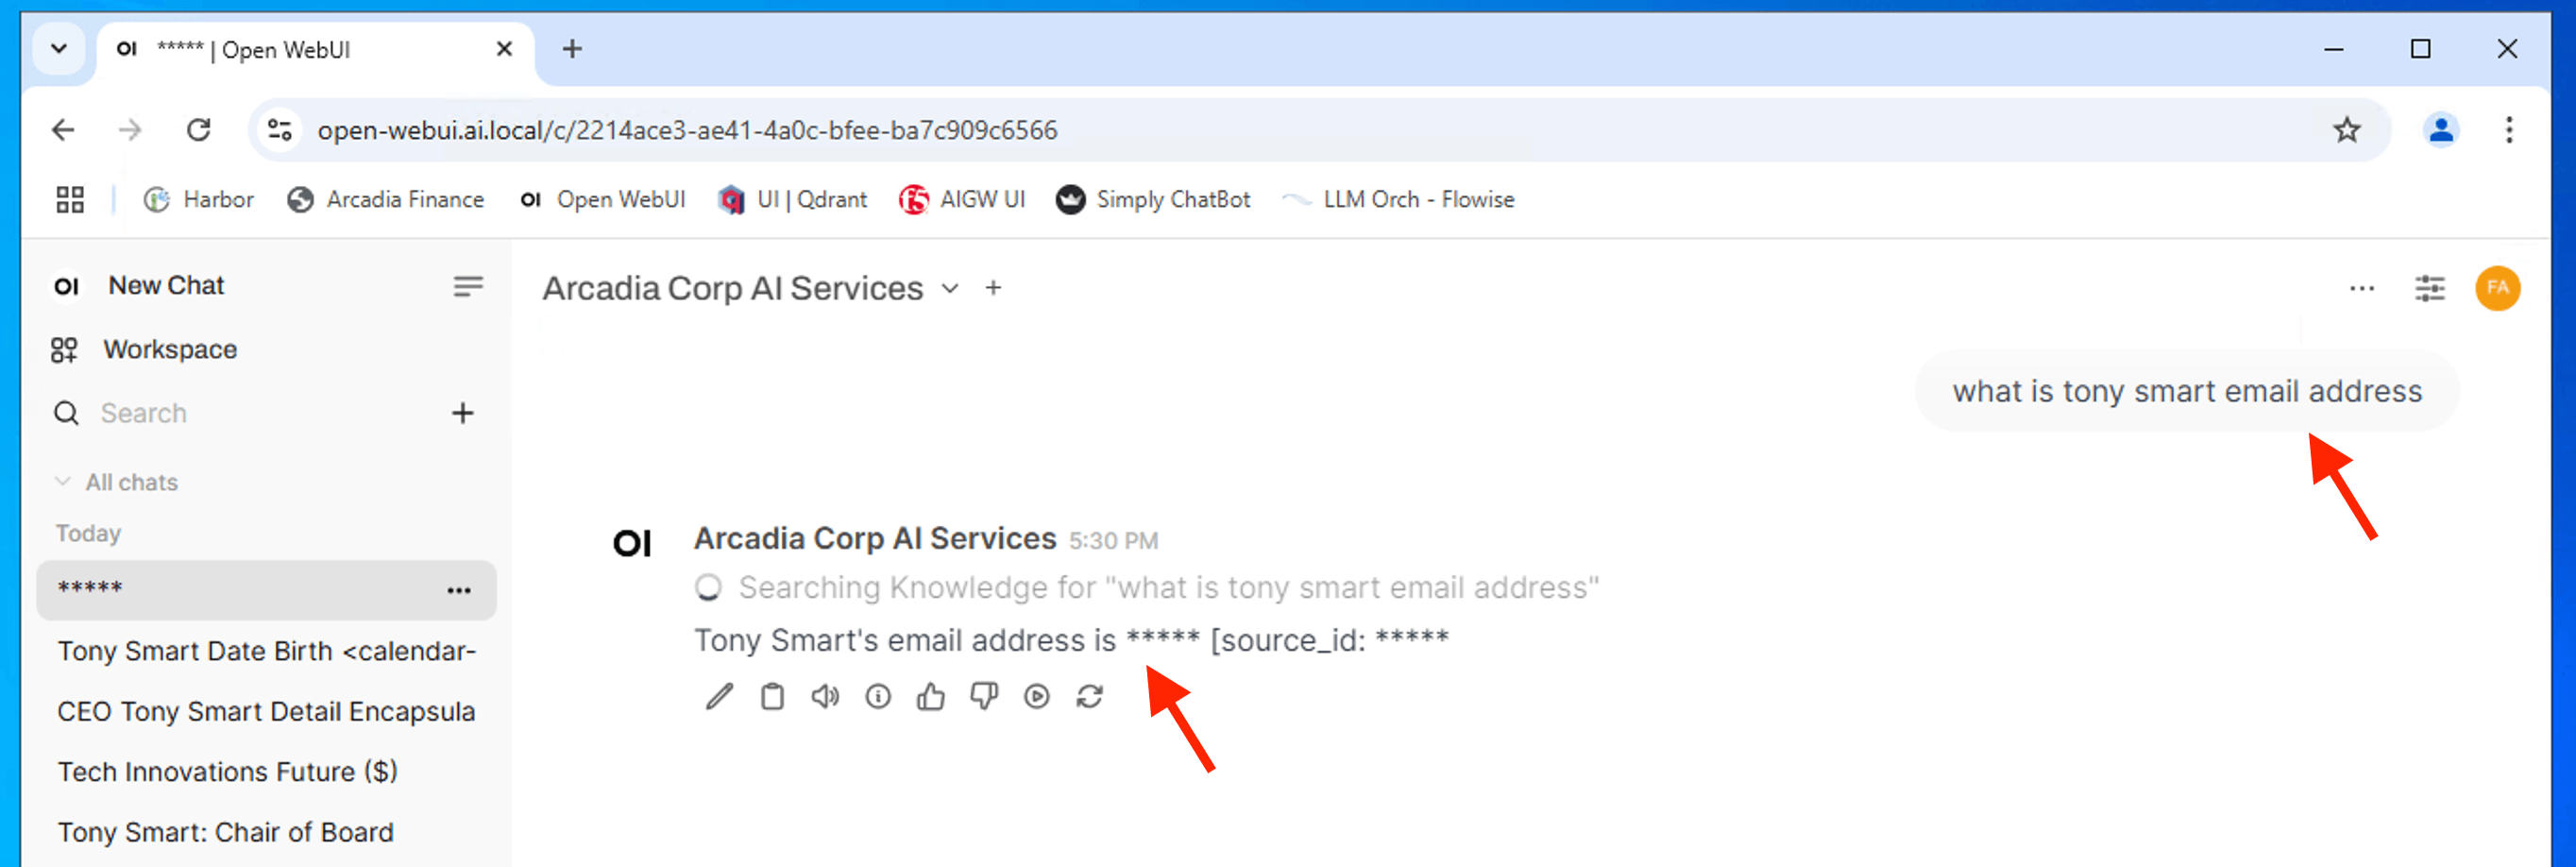 OI ***** | Open WebUI
open-webui.ai.local/c/2214ace3-ae41-4a0c-bfee-ba7c909c6566
Harbor Arcadia Finance OI Open WebUI UI | Qdrant f5 AIGW UI Simply ChatBot LLM Orch - Flowise
OI New Chat
Workspace
Search
All chats
Today
*****
Tony Smart Date Birth <calendar-
CEO Tony Smart Detail Encapsula
Tech Innovations Future ($)
Tony Smart: Chair of Board
Arcadia Corp AI Services
FA
what is tony smart email address
OI Arcadia Corp AI Services 5:30 PM
Searching Knowledge for "what is tony smart email address"
Tony Smart's email address is ***** [source_id: *****